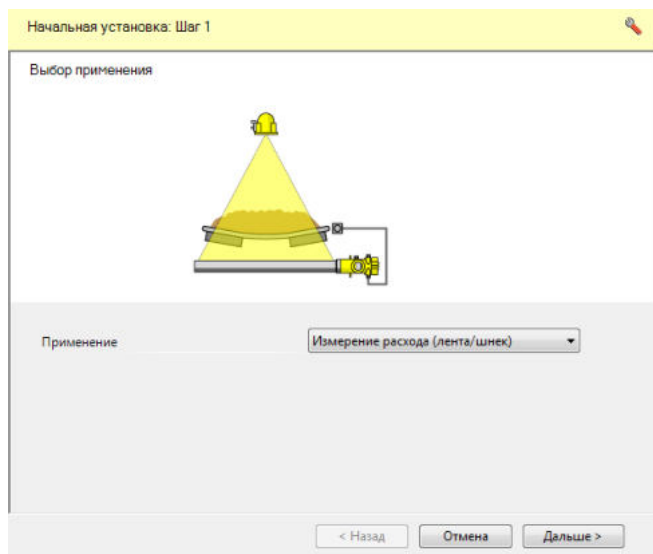 Начальная установка: Шаг 1
Выбор применения
Применение
Измерение расхода (лента/шнек)
< Назад
Отмена
Дальше >